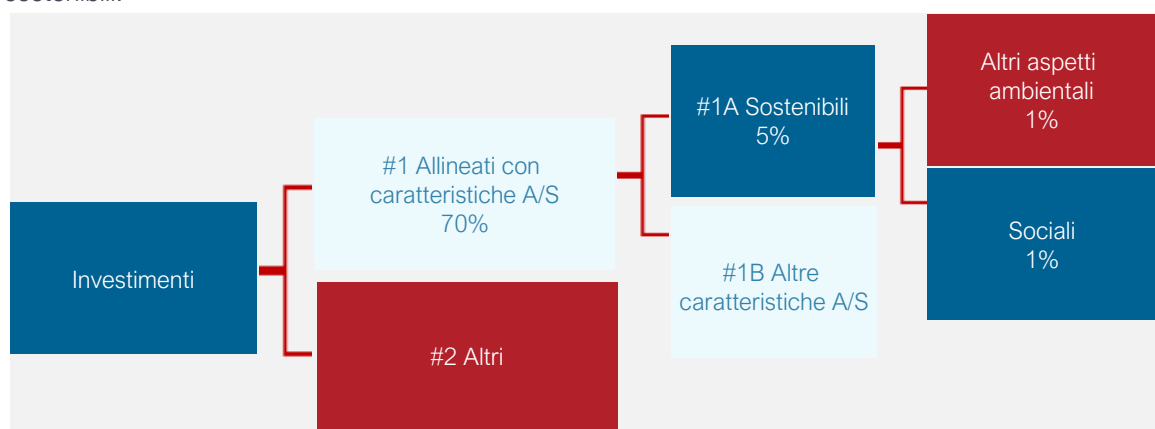 Investimenti
#1 Allineati con
caratteristiche A/S
70%
#2 Altri
#1A Sostenibili
5%
#1B Altre
caratteristiche A/S
Altri aspetti
ambientali
1%
Sociali
1%